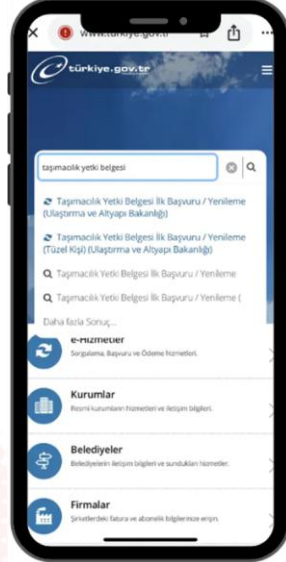 www.turkiye.gov.tr
türkiye.gov.tr
taşımacılık yetki belgesi
Taşımacılık Yetki Belgesi İlk Başvuru / Yenileme
(Ulaştırma ve Altyapı Bakanlığı)
Taşımacılık Yetki Belgesi İlk Başvuru / Yenileme
(Tüzel Kişi) (Ulaştırma ve Altyapı Bakanlığı)
Taşımacılık Yetki Belgesi İlk Başvuru / Yenileme
Taşımacılık Yetki Belgesi İlk Başvuru / Yenileme (
Daha fazla Sonuç...
e-Hizmetler
Sorgulama, Başvuru ve Ödeme hizmetleri.
Kurumlar
Resmi kurumların hizmetleri ve iletişim bilgileri.
Belediyeler
Belediyelerin iletişim bilgileri ve sundukları hizmetler.
Firmalar
Şirketlerdeki fatura ve abonelik bilgilerinize erişin.